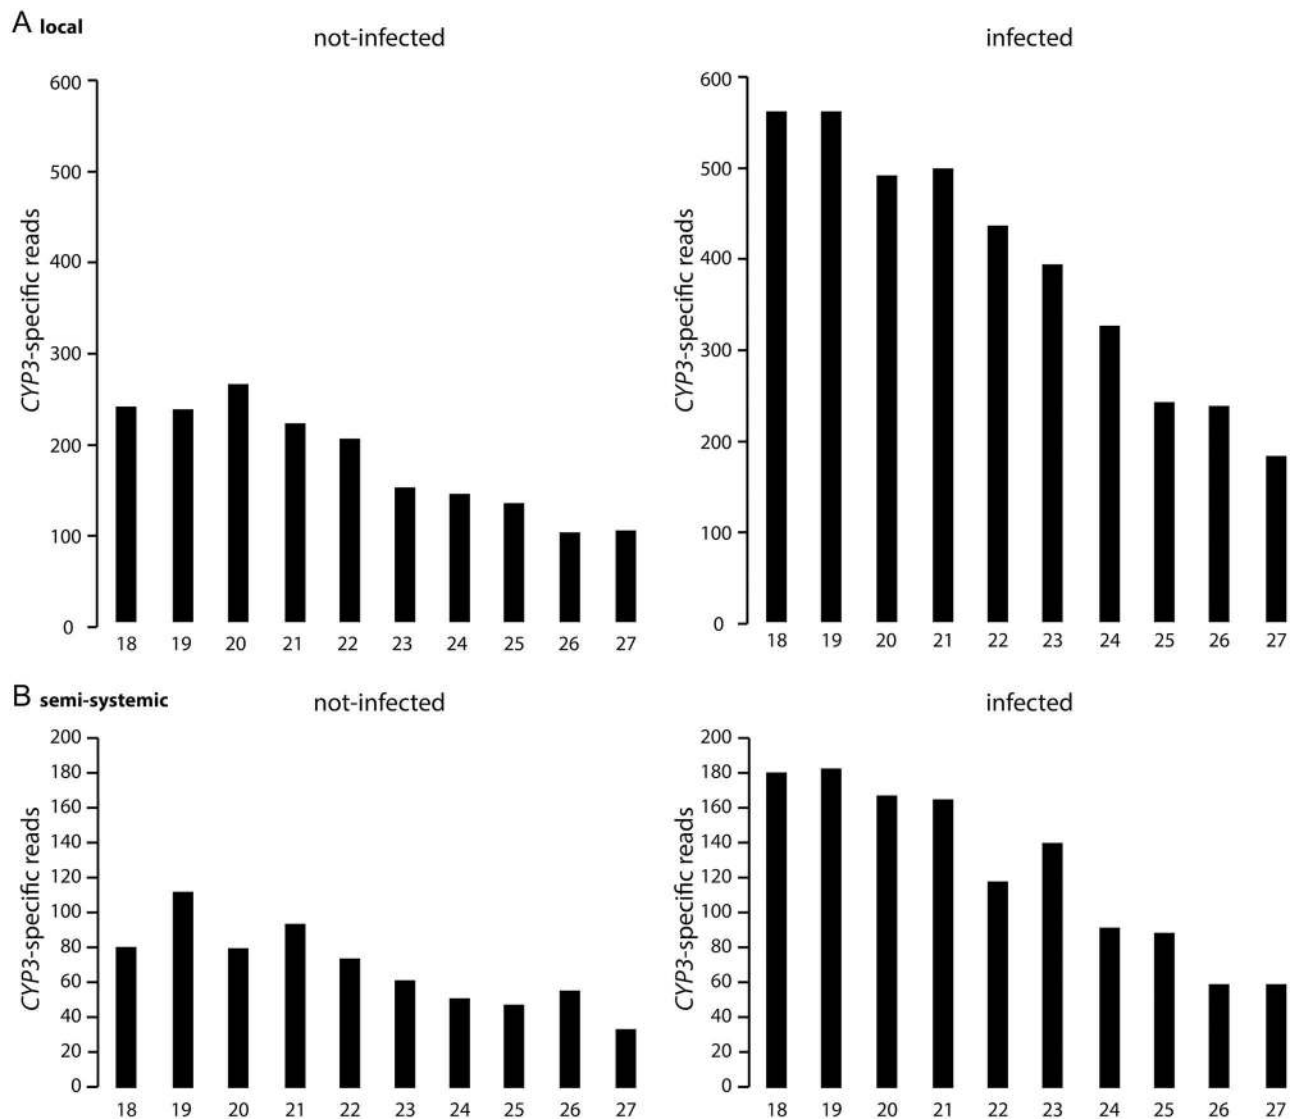 A local
not-infected
infected
CYP3-specific reads
600
500
400
300
200
100
0
18 19 20 21 22 23 24 25 26 27
CYP3-specific reads
600
500
400
300
200
100
0
18 19 20 21 22 23 24 25 26 27
B semi-systemic
not-infected
infected
CYP3-specific reads
200
180
160
140
120
100
80
60
40
20
0
18 19 20 21 22 23 24 25 26 27
CYP3-specific reads
200
180
160
140
120
100
80
60
40
20
0
18 19 20 21 22 23 24 25 26 27